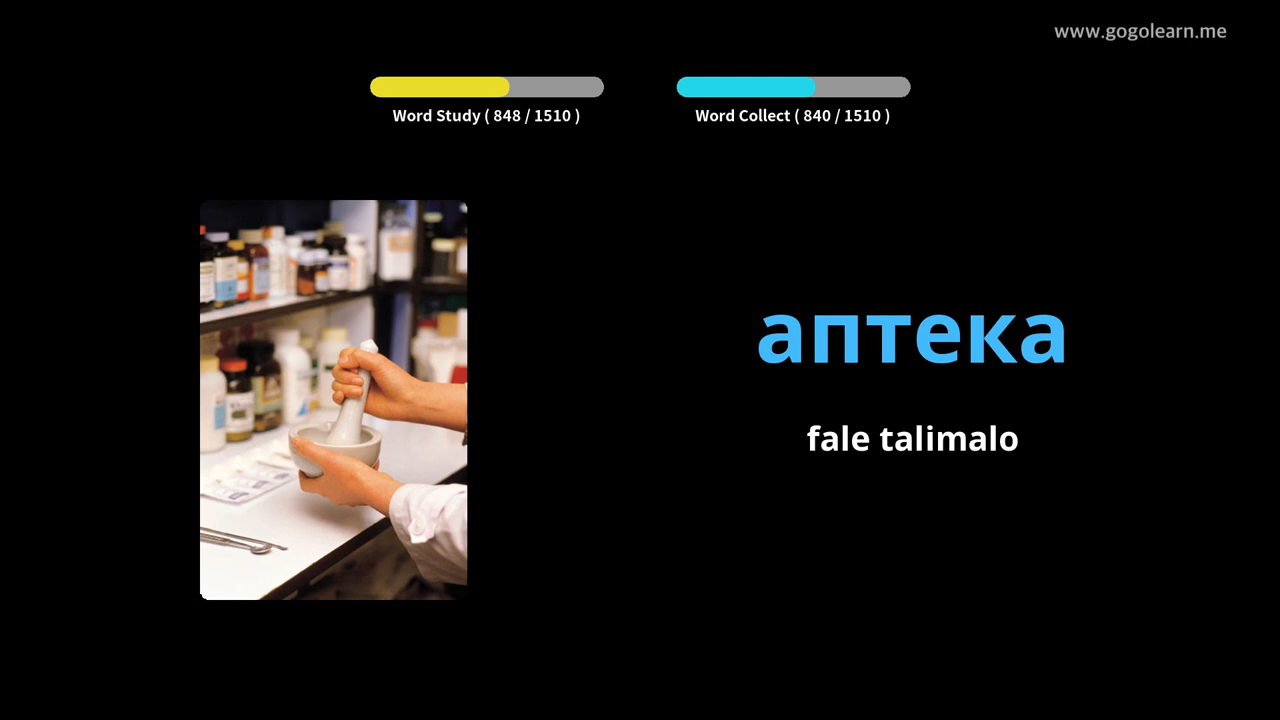 www.gogolearn.me
Word Study ( 848 / 1510 )
Word Collect ( 840 / 1510 )
аптека
fale talimalo